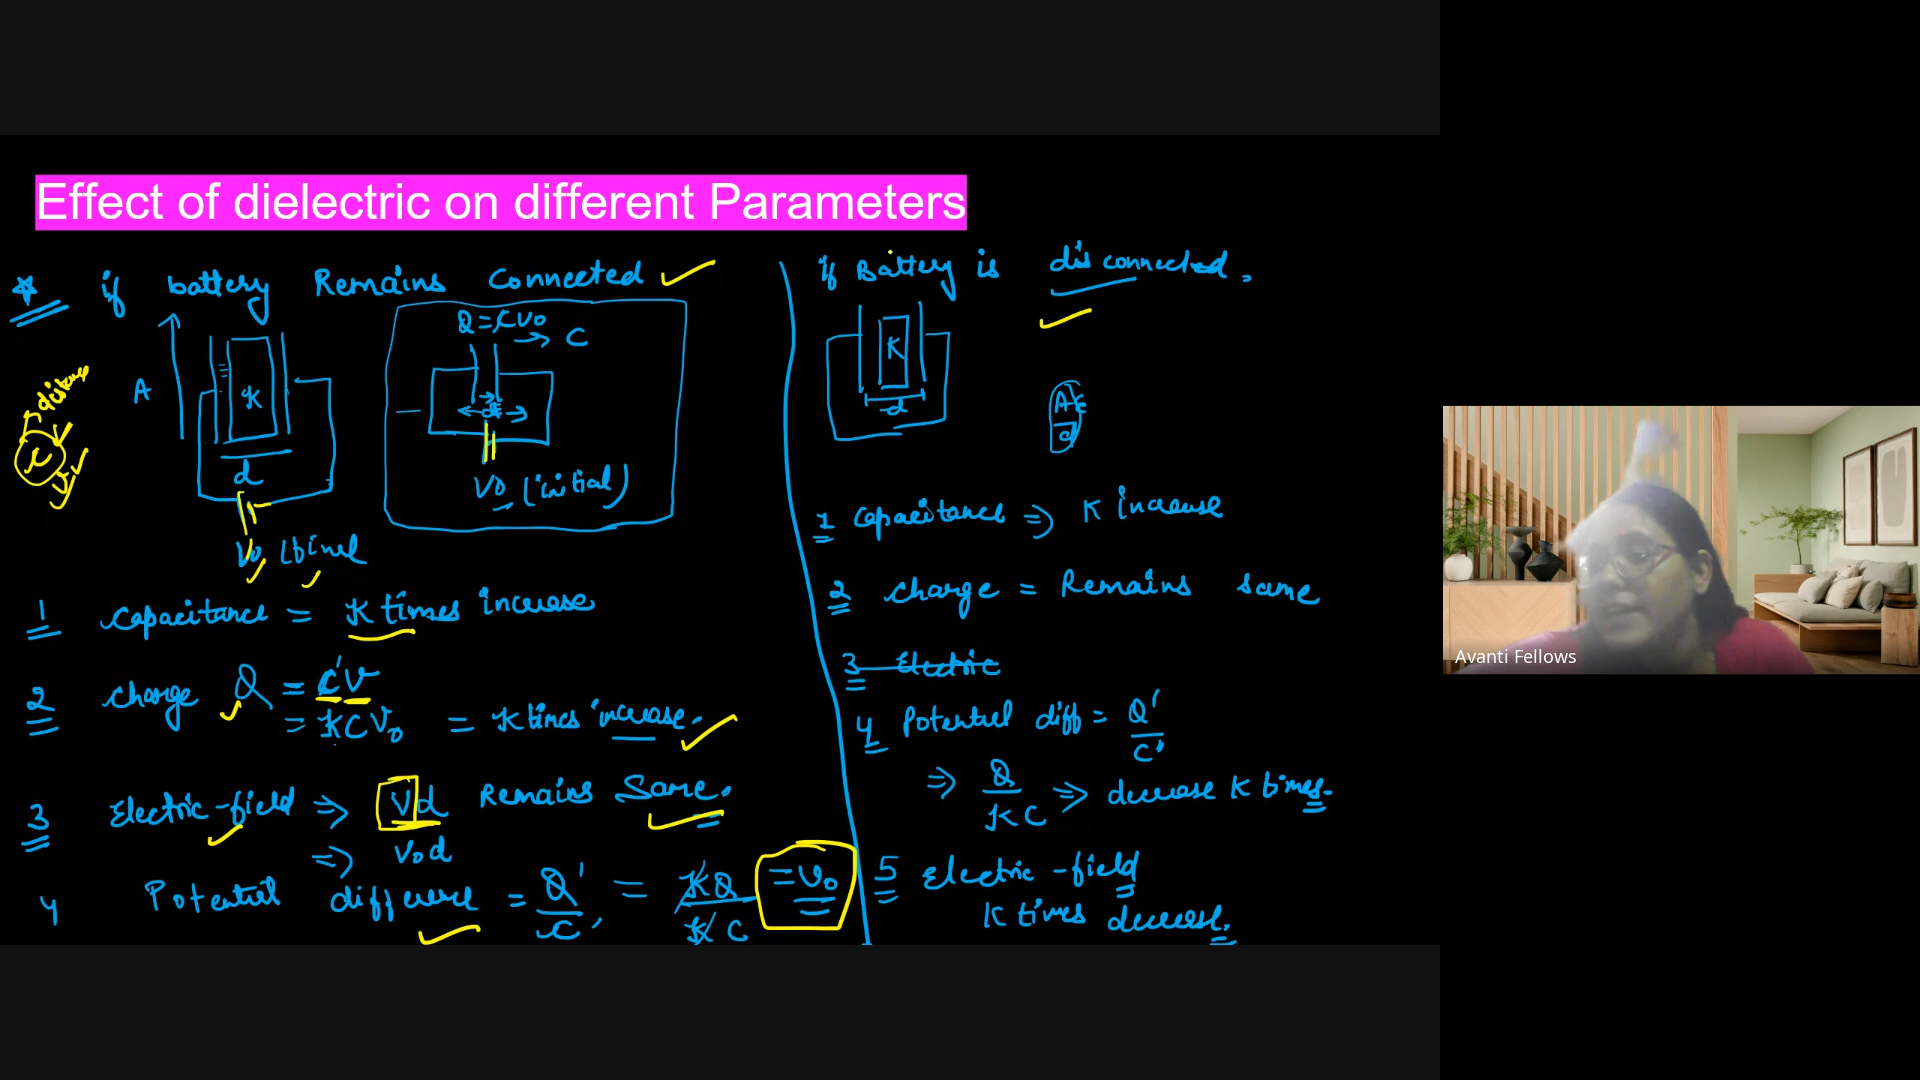 Effect of dielectric on different Parameters
if battery Remains Connected
Q = CV0
→ C
A
K
d
distance
C
d
V0 (initial)
V0
1 Capacitance = K times increase
2 charge Q = C'V
= KCV0 = K times increase.
3 Electric-field ⇒ Vd Remains Same.
⇒ V0d
4 Potential difference = Q'/C' = KQ/KC = V0
if Battery is disconnected.
K
d
A
d
1 Capacitance ⇒ K increase
2 charge = Remains same
3 Electric
4 Potential diff = Q'/C'
⇒ Q/KC ⇒ decrease K times.
5 Electric-field
K times decrease.
Avanti Fellows